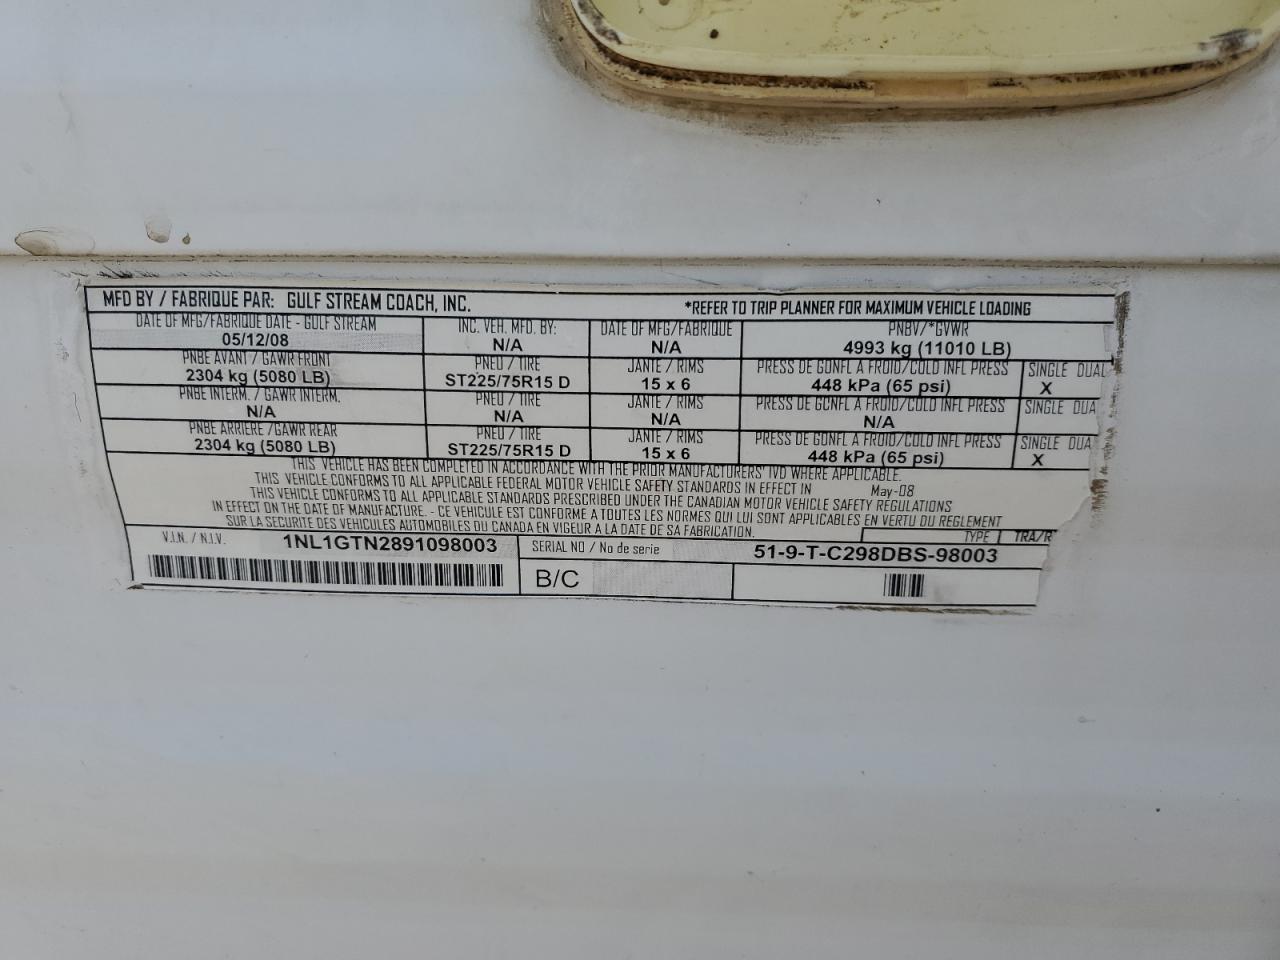 MFD BY / FABRIQUE PAR: GULF STREAM COACH, INC. *REFER TO TRIP PLANNER FOR MAXIMUM VEHICLE LOADING
DATE OF MFG/FABRIQUE DATE - GULF STREAM INC. VEH. MFD. BY: DATE OF MFG/FABRIQUE PNBV/*GVWR
05/12/08 N/A N/A 4993 kg (11010 LB)
PNBE AVANT / GAWR FRONT PNEU / TIRE JANTE / RIMS PRESS DE GONFL A FROID/COLD INFL PRESS SINGLE DUAL
2304 kg (5080 LB) ST225/75R15 D 15 x 6 448 kPa (65 psi) X
PNBE INTERM. / GAWR INTERM. PNEU / TIRE JANTE / RIMS PRESS DE GONFL A FROID/COLD INFL PRESS SINGLE DUA
N/A N/A N/A N/A
PNBE ARRIERE /GAWR REAR PNEU / TIRE JANTE / RIMS PRESS DE GONFL A FROID/COLD INFL PRESS SINGLE DUA
2304 kg (5080 LB) ST225/75R15 D 15 x 6 448 kPa (65 psi) X
THIS VEHICLE HAS BEEN COMPLETED IN ACCORDANCE WITH THE PRIOR MANUFACTURERS' IVD WHERE APPLICABLE.
THIS VEHICLE CONFORMS TO ALL APPLICABLE FEDERAL MOTOR VEHICLE SAFETY STANDARDS IN EFFECT IN May-08
THIS VEHICLE CONFORMS TO ALL APPLICABLE STANDARDS PRESCRIBED UNDER THE CANADIAN MOTOR VEHICLE SAFETY REGULATIONS
IN EFFECT ON THE DATE OF MANUFACTURE. - CE VEHICULE EST CONFORME A TOUTES LES NORMES QUI LUI SONT APPLICABLES EN VERTU DU REGLEMENT
SUR LA SECURITE DES VEHICULES AUTOMOBILES DU CANADA EN VIGEUR A LA DATE DE SA FABRICATION.
TYPE TRA/R
V.I.N. / N.I.V. 1NL1GTN2891098003 SERIAL NO / No de serie 51-9-T-C298DBS-98003
B/C